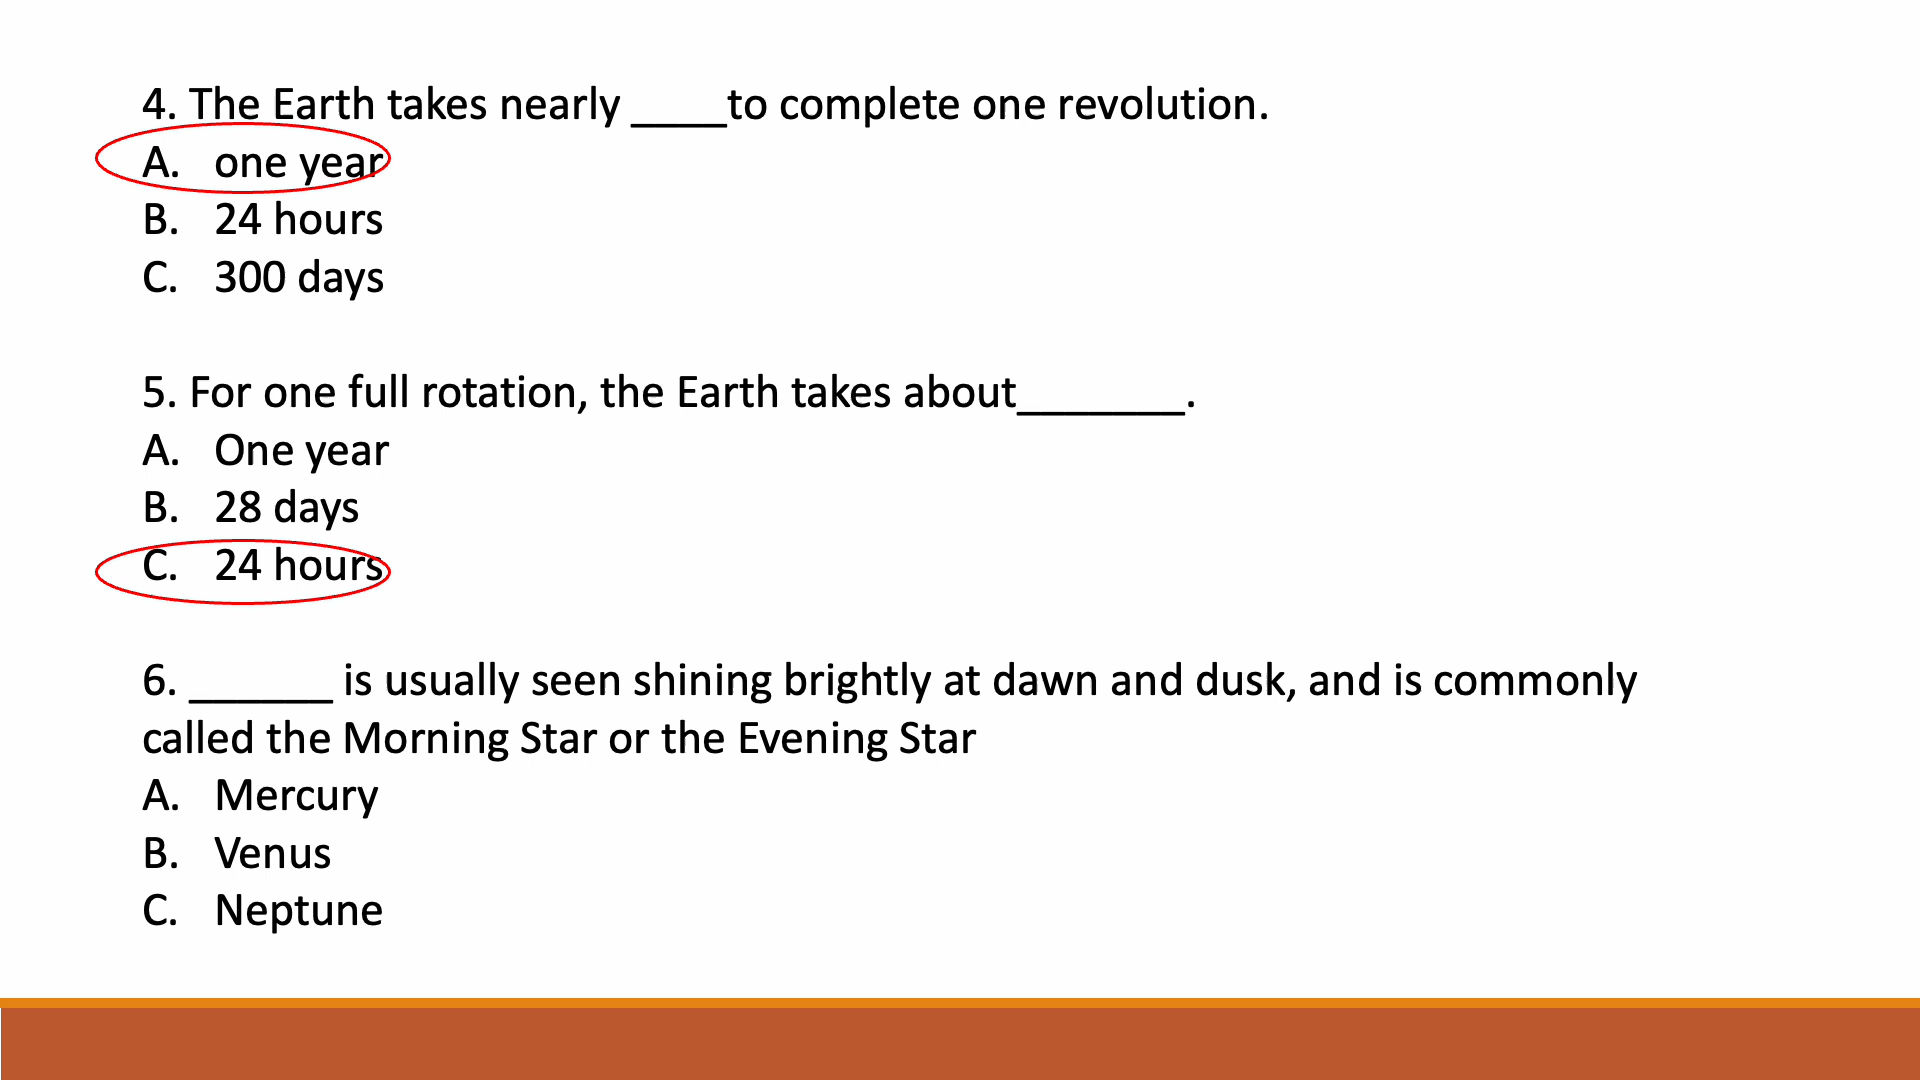 4. The Earth takes nearly ____to complete one revolution.
A. one year
B. 24 hours
C. 300 days
5. For one full rotation, the Earth takes about_______.
A. One year
B. 28 days
C. 24 hours
6. ______ is usually seen shining brightly at dawn and dusk, and is commonly
called the Morning Star or the Evening Star
A. Mercury
B. Venus
C. Neptune